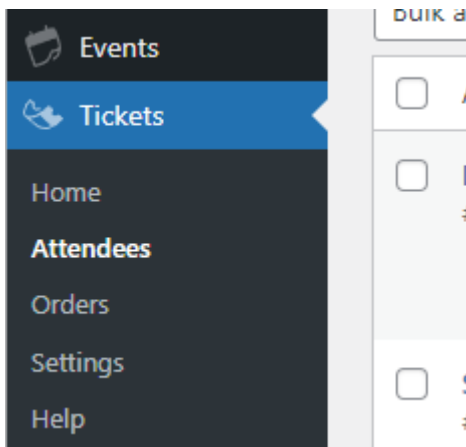 Events
Tickets
Home
Attendees
Orders
Settings
Help
Bulk a